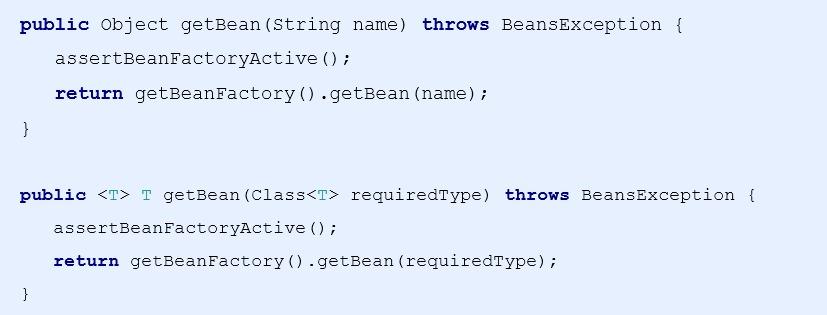 public Object getBean(String name) throws BeansException {
assertBeanFactoryActive();
return getBeanFactory().getBean(name);
}
public <T> T getBean(Class<T> requiredType) throws BeansException {
assertBeanFactoryActive();
return getBeanFactory().getBean(requiredType);
}